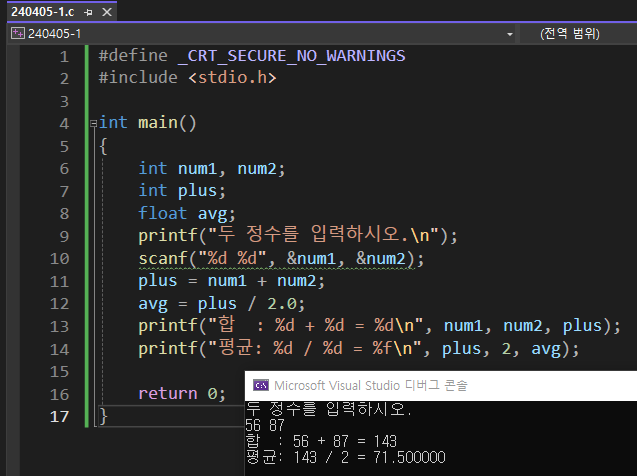 240405-1.c
240405-1 (전역 범위)
1 #define _CRT_SECURE_NO_WARNINGS
2 #include <stdio.h>
3
4 int main()
5 {
6 int num1, num2;
7 int plus;
8 float avg;
9 printf("두 정수를 입력하시오.\n");
10 scanf("%d %d", &num1, &num2);
11 plus = num1 + num2;
12 avg = plus / 2.0;
13 printf("합  : %d + %d = %d\n", num1, num2, plus);
14 printf("평균: %d / %d = %f\n", plus, 2, avg);
15
16 return 0;
17 }
Microsoft Visual Studio 디버그 콘솔
두 정수를 입력하시오.
56 87
합  : 56 + 87 = 143
평균: 143 / 2 = 71.500000